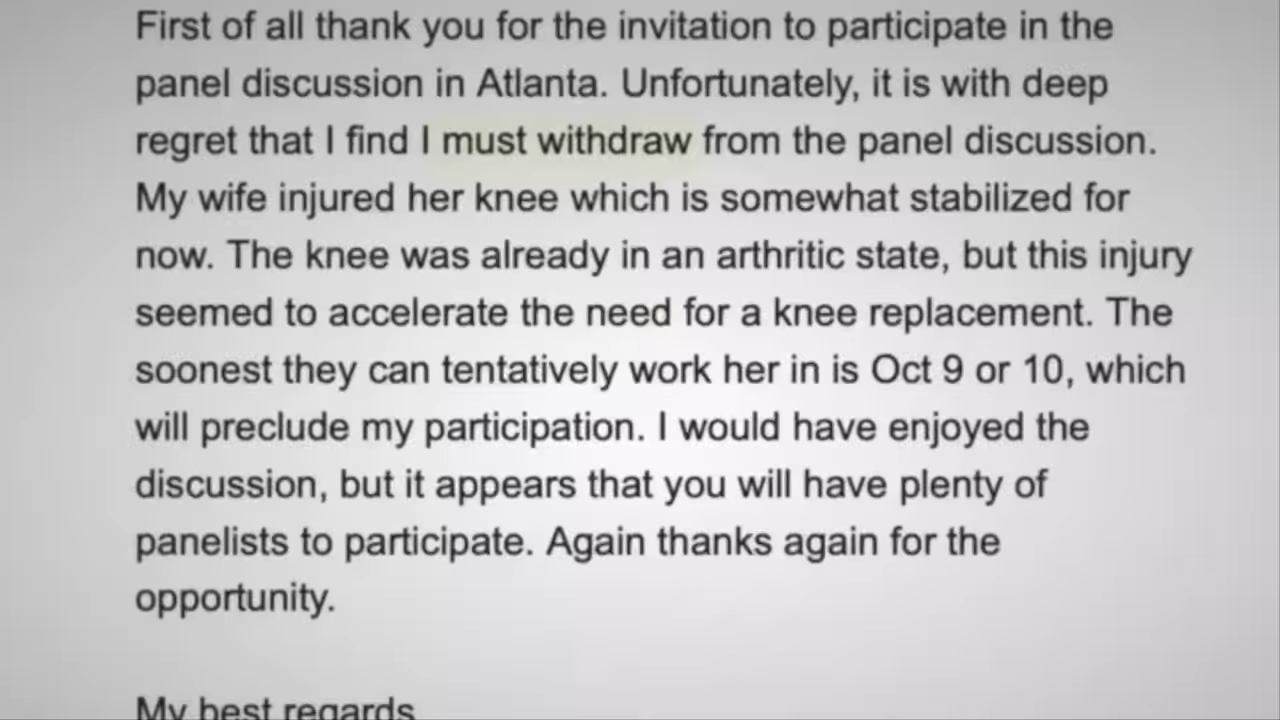 First of all thank you for the invitation to participate in the
panel discussion in Atlanta. Unfortunately, it is with deep
regret that I find I must withdraw from the panel discussion.
My wife injured her knee which is somewhat stabilized for
now. The knee was already in an arthritic state, but this injury
seemed to accelerate the need for a knee replacement. The
soonest they can tentatively work her in is Oct 9 or 10, which
will preclude my participation. I would have enjoyed the
discussion, but it appears that you will have plenty of
panelists to participate. Again thanks again for the
opportunity.
My best regards